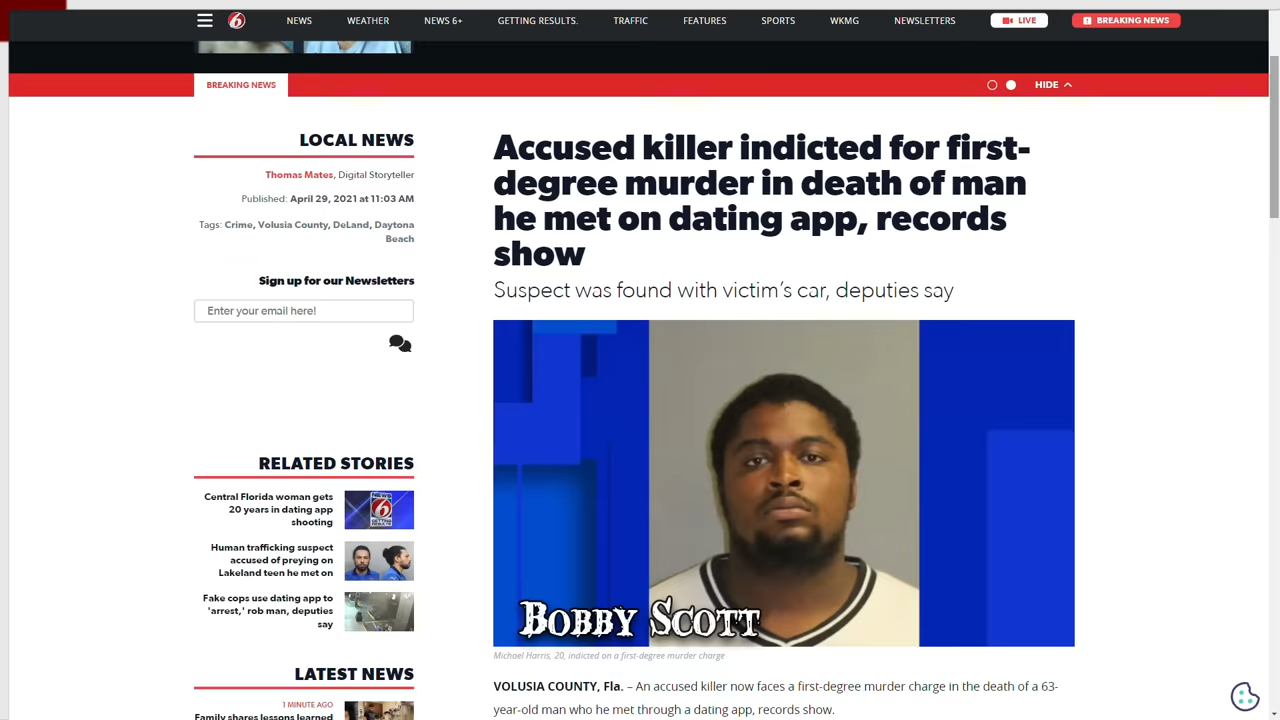 6
NEWS
WEATHER
NEWS 6+
GETTING RESULTS.
TRAFFIC
FEATURES
SPORTS
WKMG
NEWSLETTERS
LIVE
BREAKING NEWS
BREAKING NEWS
HIDE
LOCAL NEWS
Thomas Mates, Digital Storyteller
Published: April 29, 2021 at 11:03 AM
Tags: Crime, Volusia County, DeLand, Daytona
Beach
Sign up for our Newsletters
Enter your email here!
RELATED STORIES
Central Florida woman gets
20 years in dating app
shooting
Human trafficking suspect
accused of preying on
Lakeland teen he met on
Fake cops use dating app to
'arrest,' rob man, deputies
say
LATEST NEWS
1 MINUTE AGO
Family shares lessons learned
Accused killer indicted for first-
degree murder in death of man
he met on dating app, records
show
Suspect was found with victim's car, deputies say
BOBBY SCOTT
Michael Harris, 20, indicted on a first-degree murder charge
VOLUSIA COUNTY, Fla. – An accused killer now faces a first-degree murder charge in the death of a 63-
year-old man who he met through a dating app, records show.